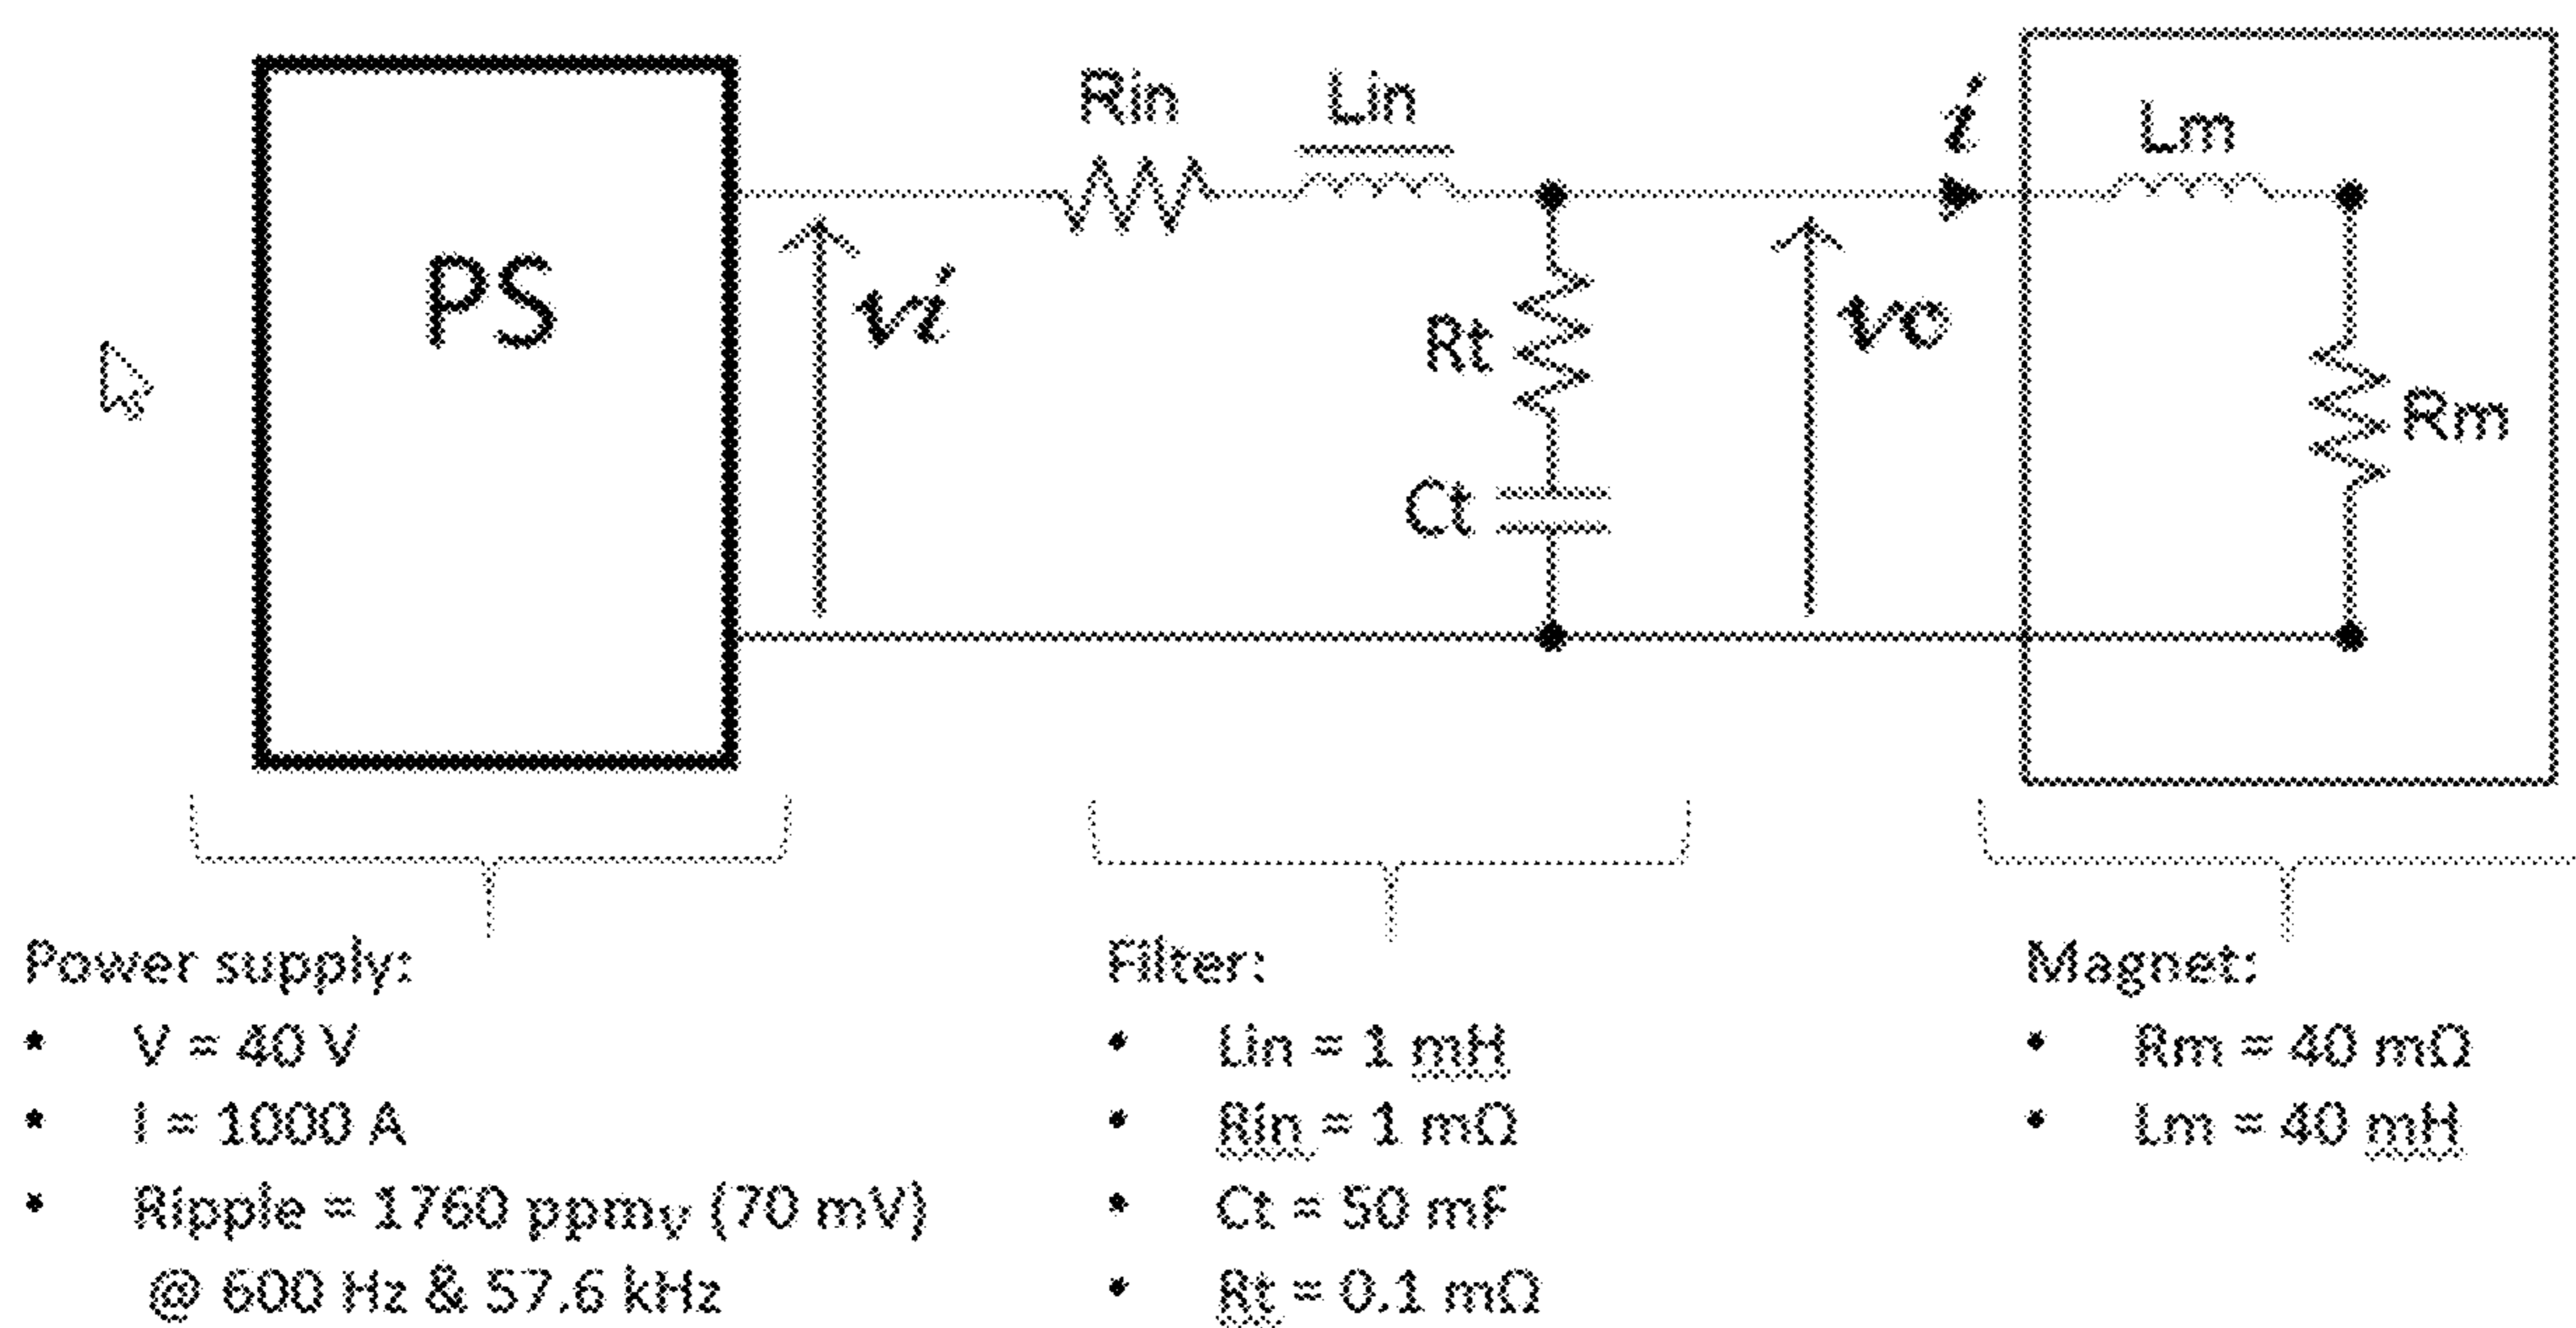 Rin
Lin
i
Lm
PS
vi
Rt
vo
Ct
Rm
Power supply:
• V = 40 V
• I = 1000 A
• Ripple = 1760 ppmV (70 mV)
@ 600 Hz & 57.6 kHz
Filter:
• Lin = 1 mH
• Rin = 1 mΩ
• Ct = 50 mF
• Rt = 0.1 mΩ
Magnet:
• Rm = 40 mΩ
• Lm = 40 mH